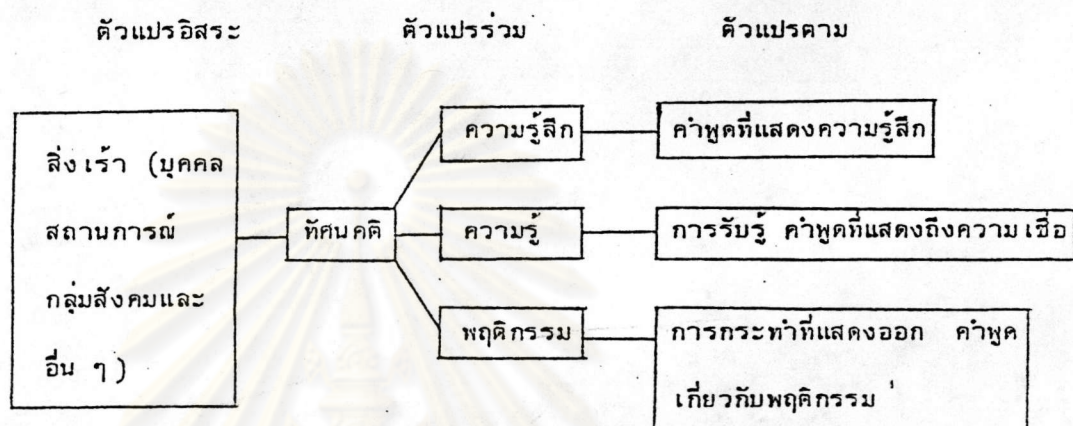 ตัวแปรอิสระ ตัวแปรร่วม ตัวแปรตาม
สิ่งเร้า (บุคคล
สถานการณ์
กลุ่มสังคมและ
อื่น ๆ)
ทัศนคติ
ความรู้สึก
คำพูดที่แสดงความรู้สึก
ความรู้
การรับรู้ คำพูดที่แสดงถึงความเชื่อ
พฤติกรรม
การกระทำที่แสดงออก คำพูด
เกี่ยวกับพฤติกรรม